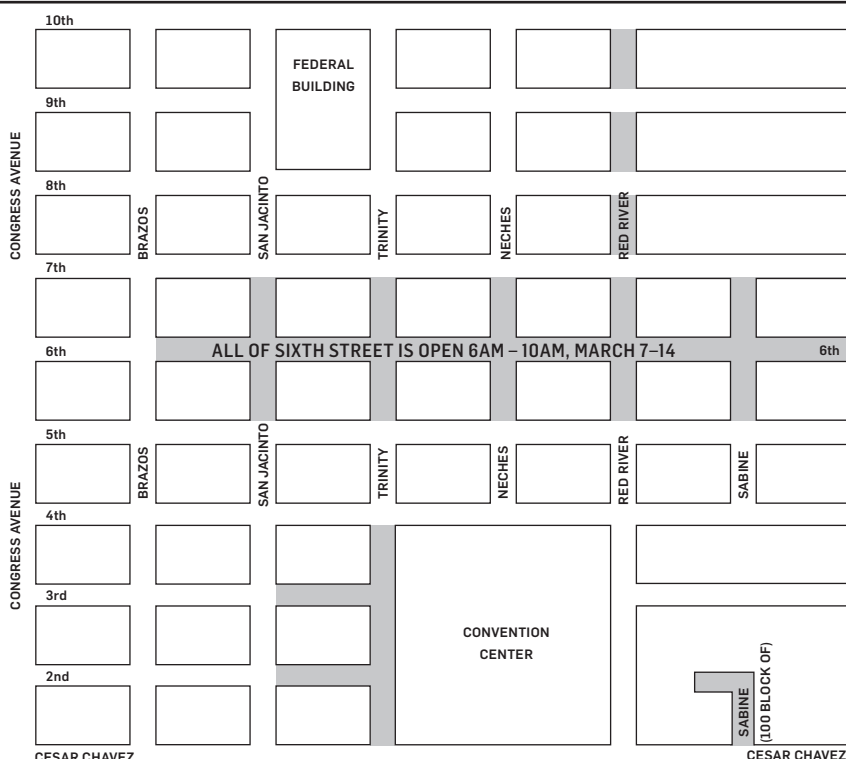 10th
FEDERAL
BUILDING
9th
CONGRESS AVENUE
8th
BRAZOS
SAN JACINTO
TRINITY
NECHES
RED RIVER
7th
6th
ALL OF SIXTH STREET IS OPEN 6AM – 10AM, MARCH 7–14
6th
5th
BRAZOS
SAN JACINTO
TRINITY
NECHES
RED RIVER
SABINE
4th
CONGRESS AVENUE
3rd
CONVENTION
CENTER
2nd
SABINE
(100 BLOCK OF)
CESAR CHAVEZ
CESAR CHAVEZ